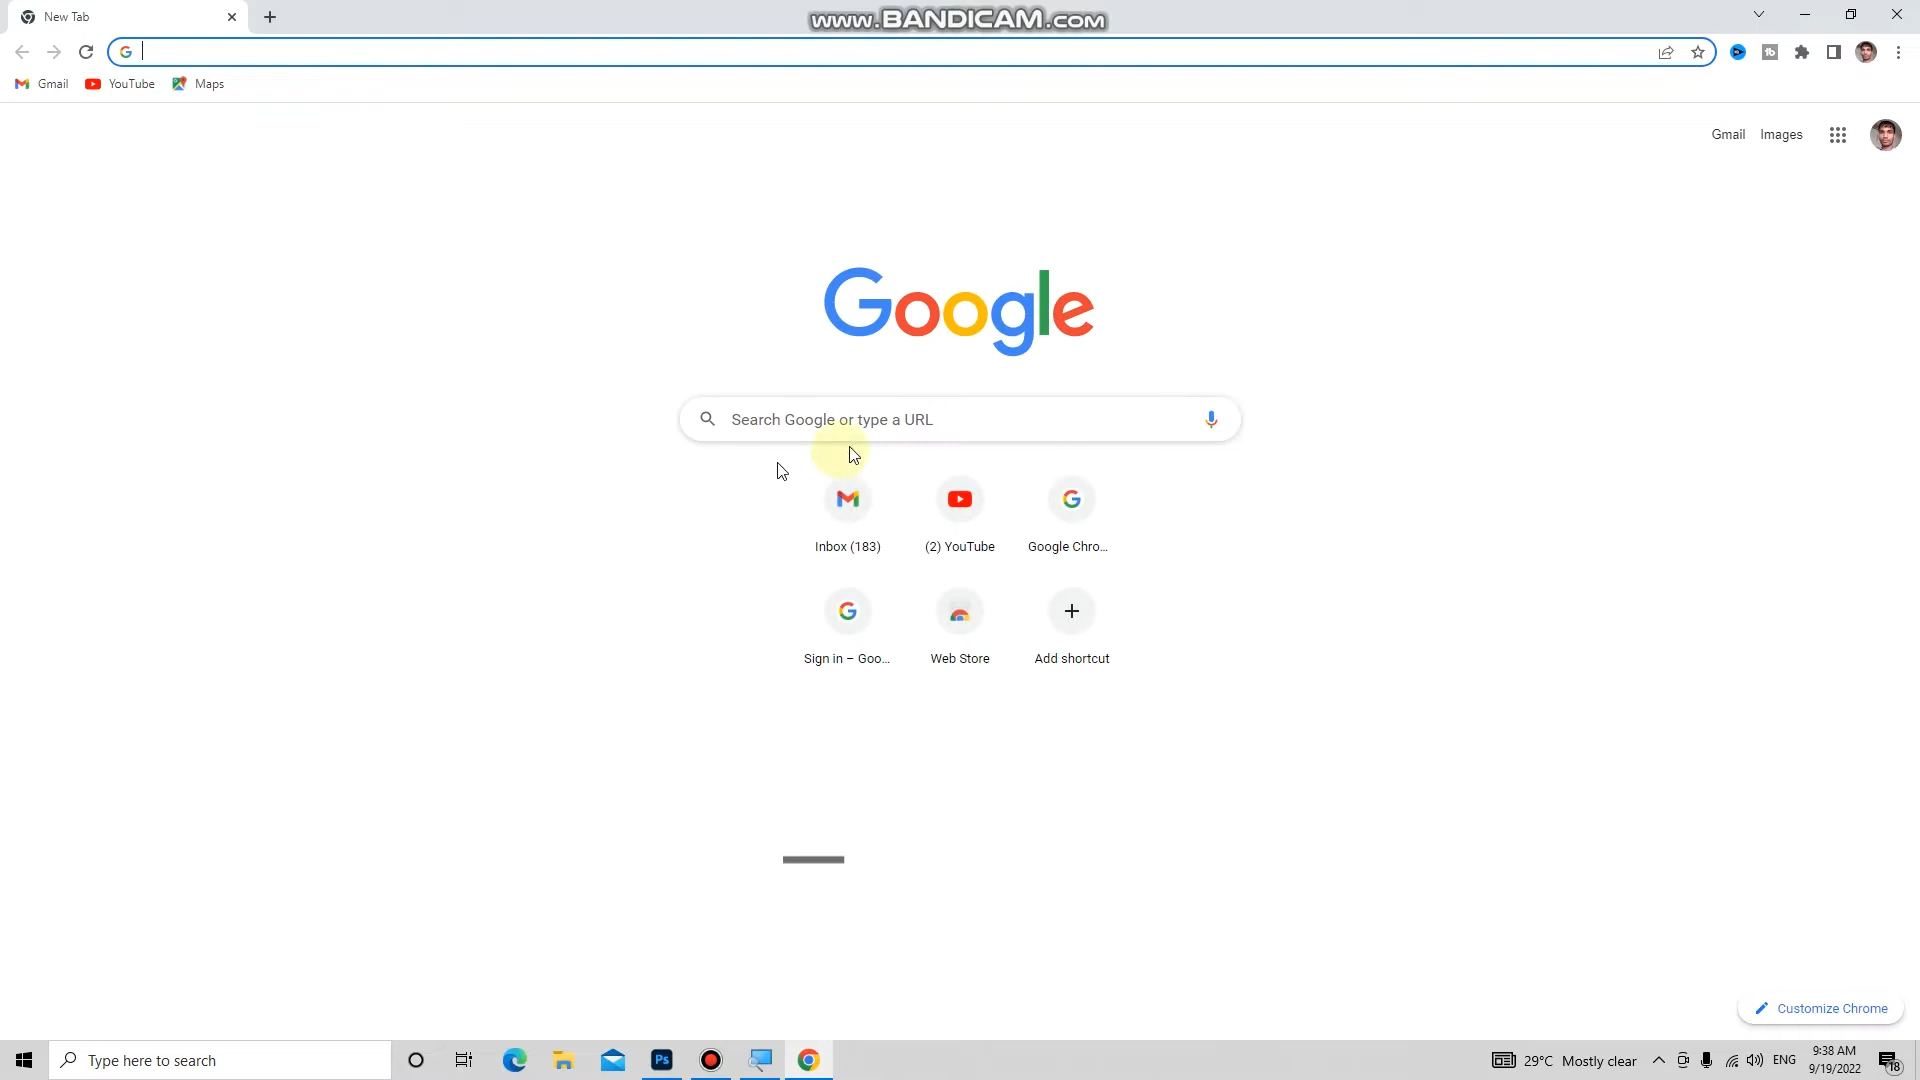 New Tab
www.BANDICAM.com
Gmail
YouTube
Maps
Gmail
Images
Google
Search Google or type a URL
Inbox (183)
(2) YouTube
Google Chro...
Sign in – Goo...
Web Store
Add shortcut
Customize Chrome
Type here to search
Ps
29°C Mostly clear
ENG
9:38 AM
9/19/2022
18